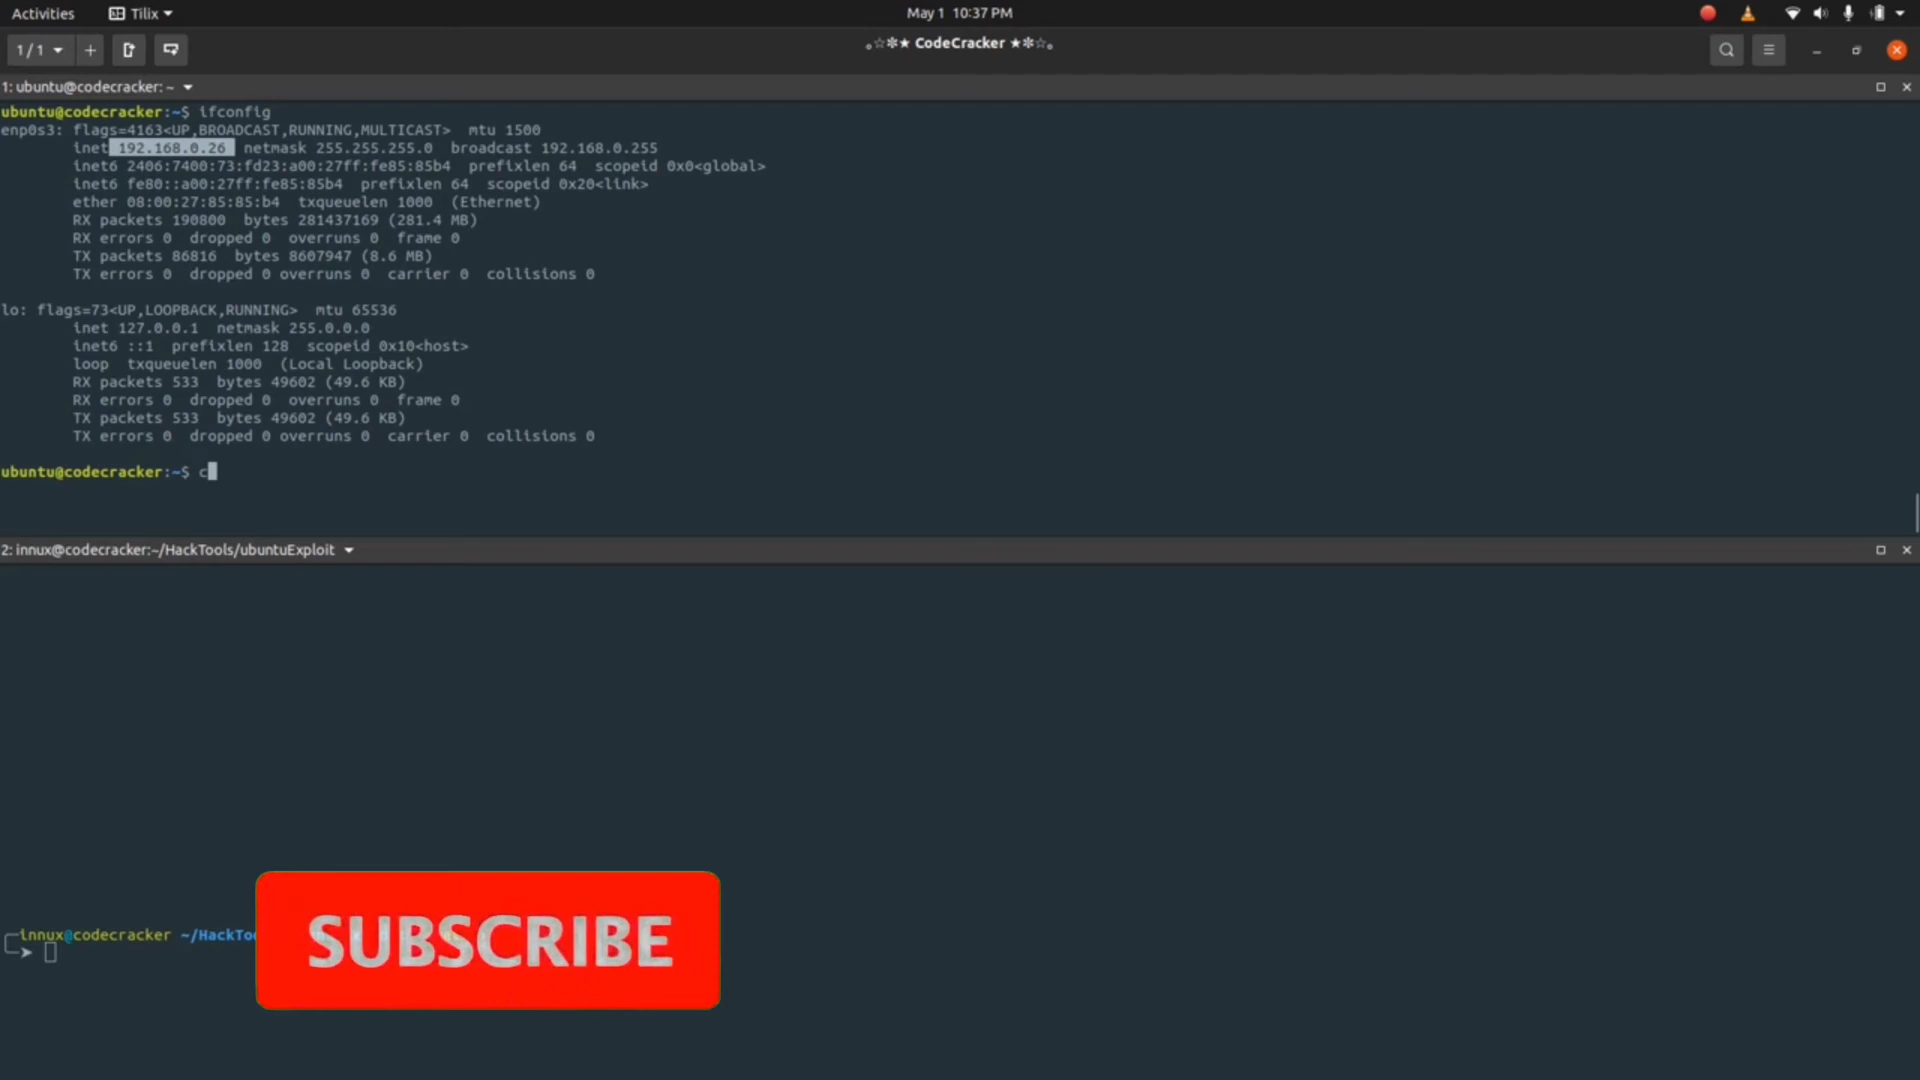 Activities Tilix May 1 10:37 PM
1/1 。☆✼★ CodeCracker ★✼☆。
1: ubuntu@codecracker: ~
ubuntu@codecracker:~$ ifconfig
enp0s3: flags=4163<UP,BROADCAST,RUNNING,MULTICAST> mtu 1500
inet 192.168.0.26 netmask 255.255.255.0 broadcast 192.168.0.255
inet6 2406:7400:73:fd23:a00:27ff:fe85:85b4 prefixlen 64 scopeid 0x0<global>
inet6 fe80::a00:27ff:fe85:85b4 prefixlen 64 scopeid 0x20<link>
ether 08:00:27:85:85:b4 txqueuelen 1000 (Ethernet)
RX packets 190800 bytes 281437169 (281.4 MB)
RX errors 0 dropped 0 overruns 0 frame 0
TX packets 86816 bytes 8607947 (8.6 MB)
TX errors 0 dropped 0 overruns 0 carrier 0 collisions 0
lo: flags=73<UP,LOOPBACK,RUNNING> mtu 65536
inet 127.0.0.1 netmask 255.0.0.0
inet6 ::1 prefixlen 128 scopeid 0x10<host>
loop txqueuelen 1000 (Local Loopback)
RX packets 533 bytes 49602 (49.6 KB)
RX errors 0 dropped 0 overruns 0 frame 0
TX packets 533 bytes 49602 (49.6 KB)
TX errors 0 dropped 0 overruns 0 carrier 0 collisions 0
ubuntu@codecracker:~$ c
2: innux@codecracker:~/HackTools/ubuntuExploit
innux@codecracker ~/HackToo
SUBSCRIBE